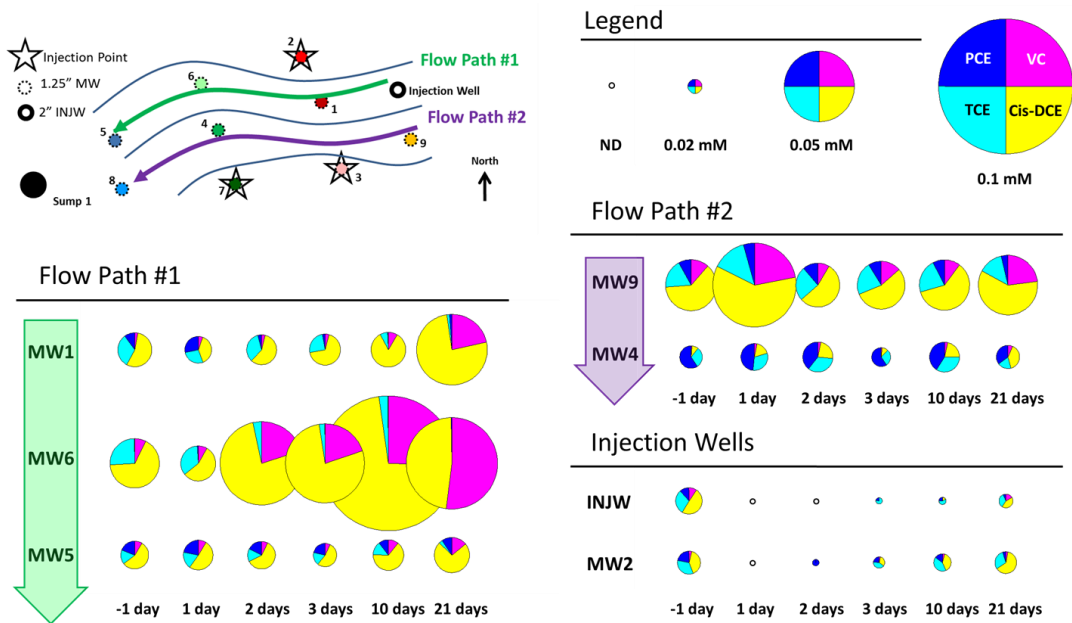 Injection Point
1.25” MW
2” INJW
2
Flow Path #1
6
1
Injection Well
5
4
Flow Path #2
9
8
7
3
North
Sump 1
Legend
PCE
VC
TCE
Cis-DCE
ND
0.02 mM
0.05 mM
0.1 mM
Flow Path #1
MW1
MW6
MW5
-1 day
1 day
2 days
3 days
10 days
21 days
Flow Path #2
MW9
MW4
-1 day
1 day
2 days
3 days
10 days
21 days
Injection Wells
INJW
MW2
-1 day
1 day
2 days
3 days
10 days
21 days